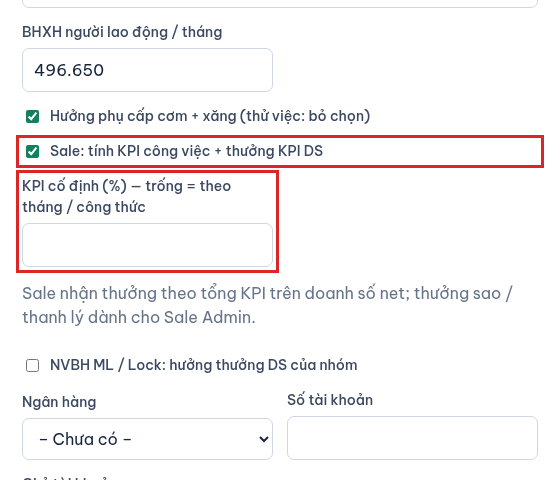 BHXH người lao động / tháng
496.650
Hưởng phụ cấp cơm + xăng (thử việc: bỏ chọn)
Sale: tính KPI công việc + thưởng KPI DS
KPI cố định (%) — trống = theo
tháng / công thức
Sale nhận thưởng theo tổng KPI trên doanh số net; thưởng sao /
thanh lý dành cho Sale Admin.
NVBH ML / Lock: hưởng thưởng DS của nhóm
Ngân hàng
Số tài khoản
– Chưa có –